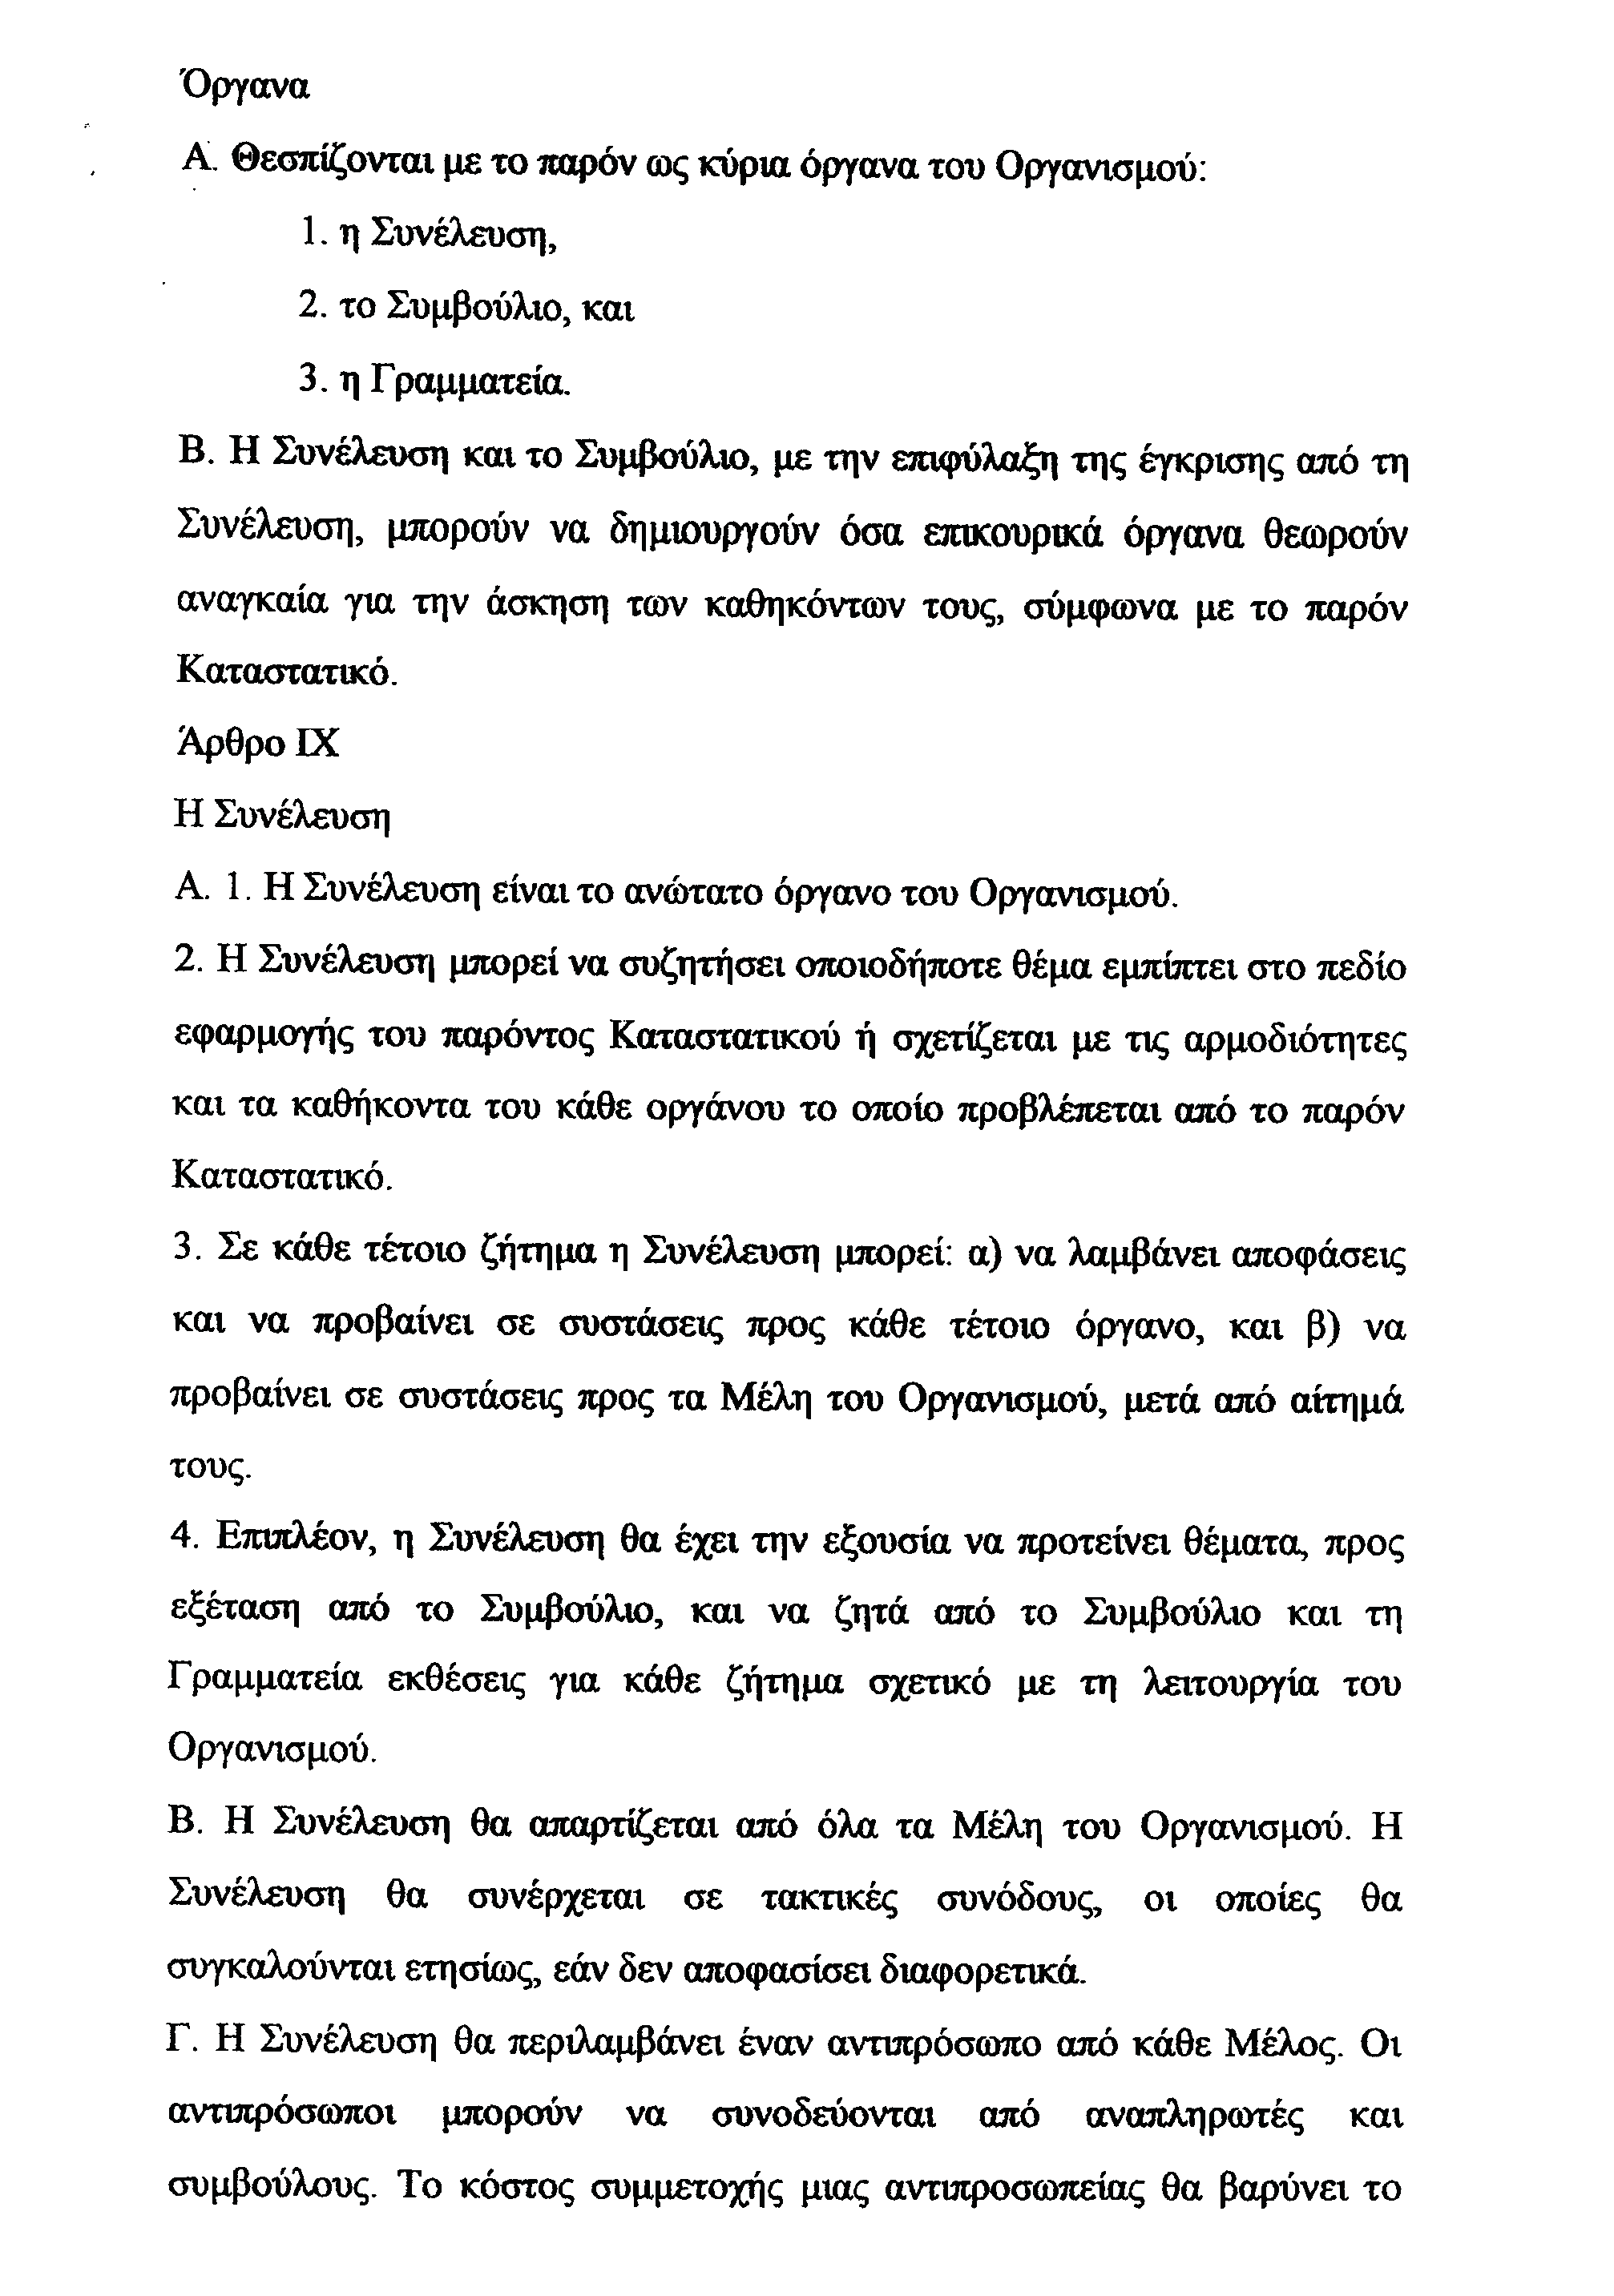 Όργανα
Α. Θεσπίζονται με το παρόν ως κύρια όργανα του Οργανισμού:
1. η Συνέλευση,
2. το Συμβούλιο, και
3. η Γραμματεία.
Β. Η Συνέλευση και το Συμβούλιο, με την επιφύλαξη της έγκρισης από τη
Συνέλευση, μπορούν να δημιουργούν όσα επικουρικά όργανα θεωρούν
αναγκαία για την άσκηση των καθηκόντων τους, σύμφωνα με το παρόν
Καταστατικό.
Άρθρο ΙΧ
Η Συνέλευση
Α. 1. Η Συνέλευση είναι το ανώτατο όργανο του Οργανισμού.
2. Η Συνέλευση μπορεί να συζητήσει οποιοδήποτε θέμα εμπίπτει στο πεδίο
εφαρμογής του παρόντος Καταστατικού ή σχετίζεται με τις αρμοδιότητες
και τα καθήκοντα του κάθε οργάνου το οποίο προβλέπεται από το παρόν
Καταστατικό.
3. Σε κάθε τέτοιο ζήτημα η Συνέλευση μπορεί: α) να λαμβάνει αποφάσεις
και να προβαίνει σε συστάσεις προς κάθε τέτοιο όργανο, και β) να
προβαίνει σε συστάσεις προς τα Μέλη του Οργανισμού, μετά από αίτημά
τους.
4. Επιπλέον, η Συνέλευση θα έχει την εξουσία να προτείνει θέματα, προς
εξέταση από το Συμβούλιο, και να ζητά από το Συμβούλιο και τη
Γραμματεία εκθέσεις για κάθε ζήτημα σχετικό με τη λειτουργία του
Οργανισμού.
Β. Η Συνέλευση θα απαρτίζεται από όλα τα Μέλη του Οργανισμού. Η
Συνέλευση θα συνέρχεται σε τακτικές συνόδους, οι οποίες θα
συγκαλούνται ετησίως, εάν δεν αποφασίσει διαφορετικά.
Γ. Η Συνέλευση θα περιλαμβάνει έναν αντιπρόσωπο από κάθε Μέλος. Οι
αντιπρόσωποι μπορούν να συνοδεύονται από αναπληρωτές και
συμβούλους. Το κόστος συμμετοχής μιας αντιπροσωπείας θα βαρύνει το